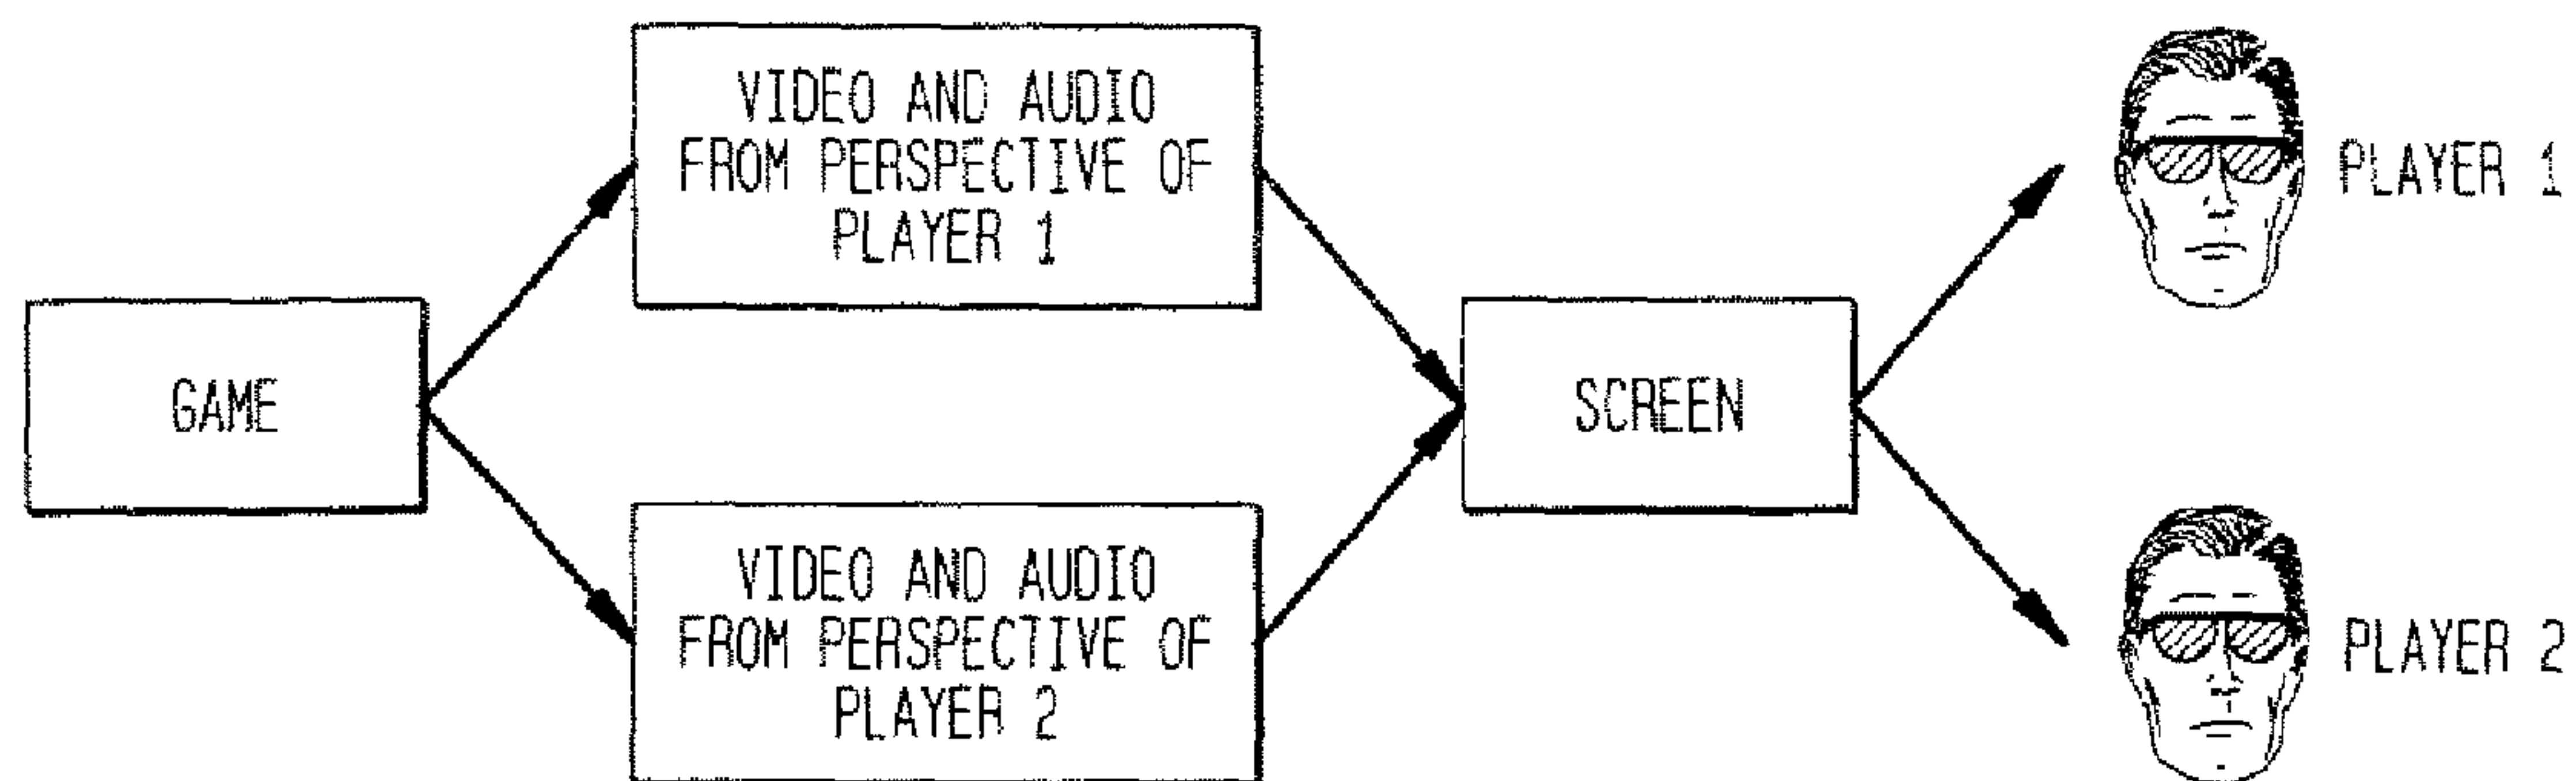 VIDEO AND AUDIO
FROM PERSPECTIVE OF
PLAYER 1
PLAYER 1
GAME
SCREEN
VIDEO AND AUDIO
FROM PERSPECTIVE OF
PLAYER 2
PLAYER 2